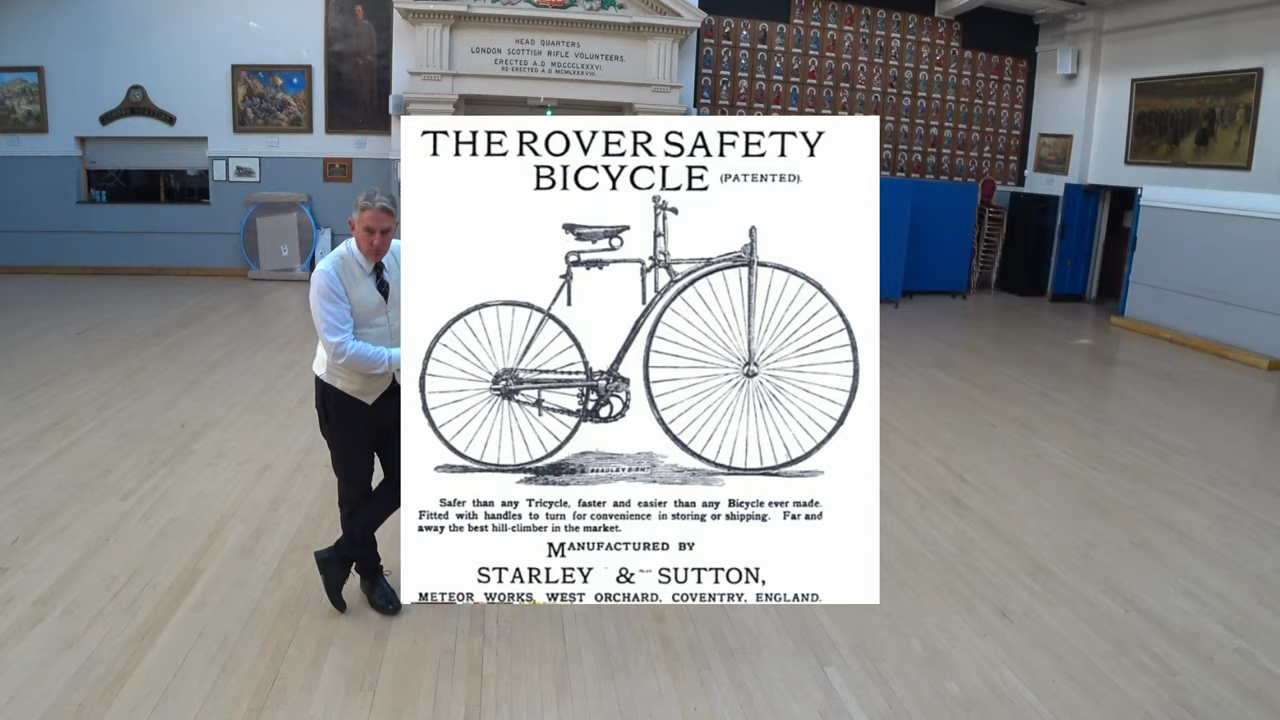 HEAD QUARTERS
LONDON SCOTTISH RIFLE VOLUNTEERS.
ERECTED A.D MDCCCLXXXVI.
RE-ERECTED A.D MCMLXXXVIII.
THE ROVER SAFETY
BICYCLE (PATENTED).
Safer than any Tricycle, faster and easier than any Bicycle ever made.
Fitted with handles to turn for convenience in storing or shipping. Far and
away the best hill-climber in the market.
MANUFACTURED BY
STARLEY & SUTTON,
METEOR WORKS, WEST ORCHARD, COVENTRY, ENGLAND.